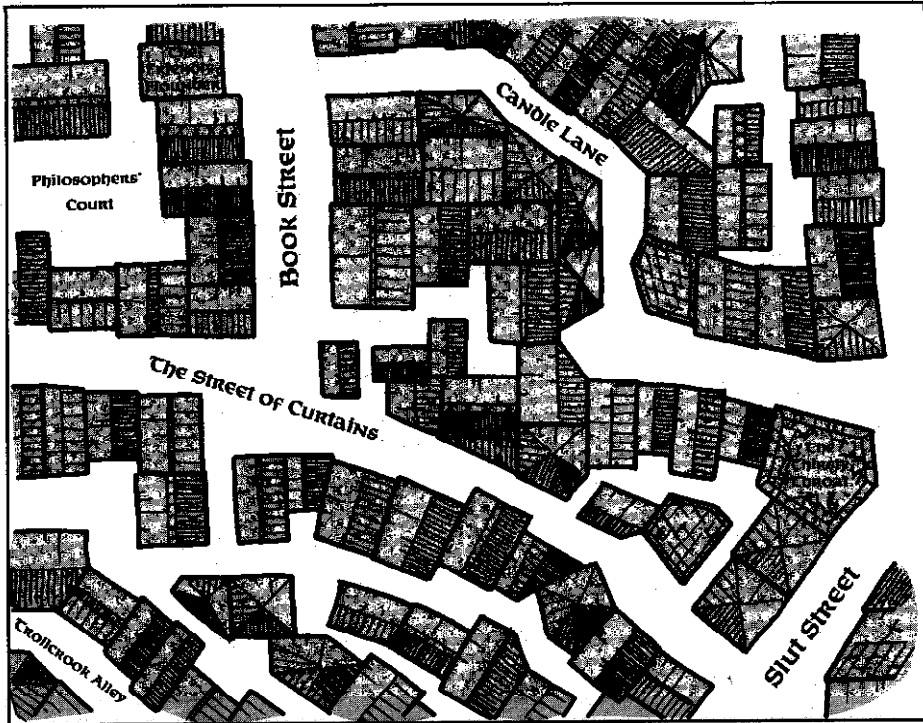 Candle Lane
Philosophers'
Court
Book Street
The Street of Curtains
Trollcrook Alley
Slut Street